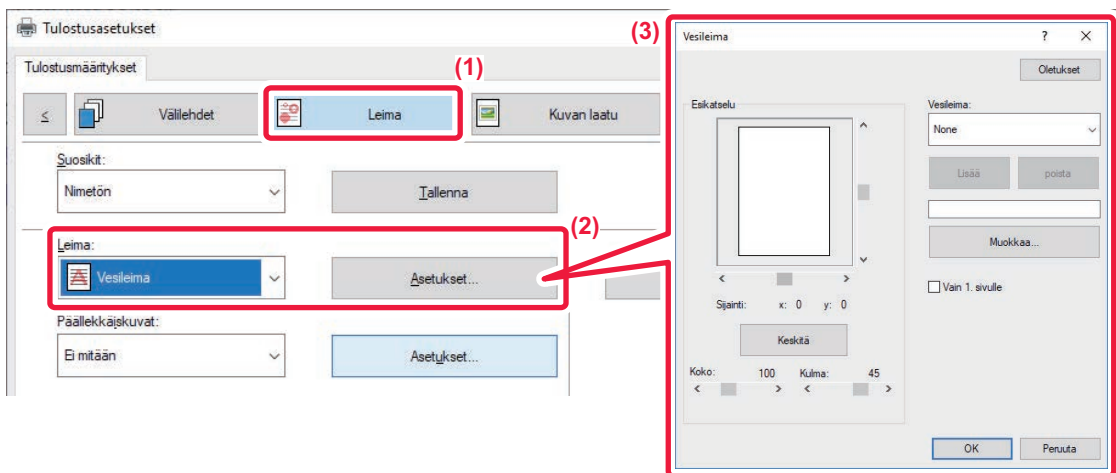 Tulostusasetukset
Tulostusmääritykset
(1)
<
Välilehdet
Leima
Kuvan laatu
Suosikit:
Nimetön
Tallenna
(2)
Leima:
Vesileima
Asetukset...
Päällekkäiskuvat:
Ei mitään
Asetukset...
(3)
Vesileima
?
Oletukset
Esikatselu
Vesileima:
None
Lisää
poista
Muokkaa...
Vain 1. sivulle
Sijainti: x: 0 y: 0
Keskitä
Koko: 100 Kulma: 45
OK
Peruuta